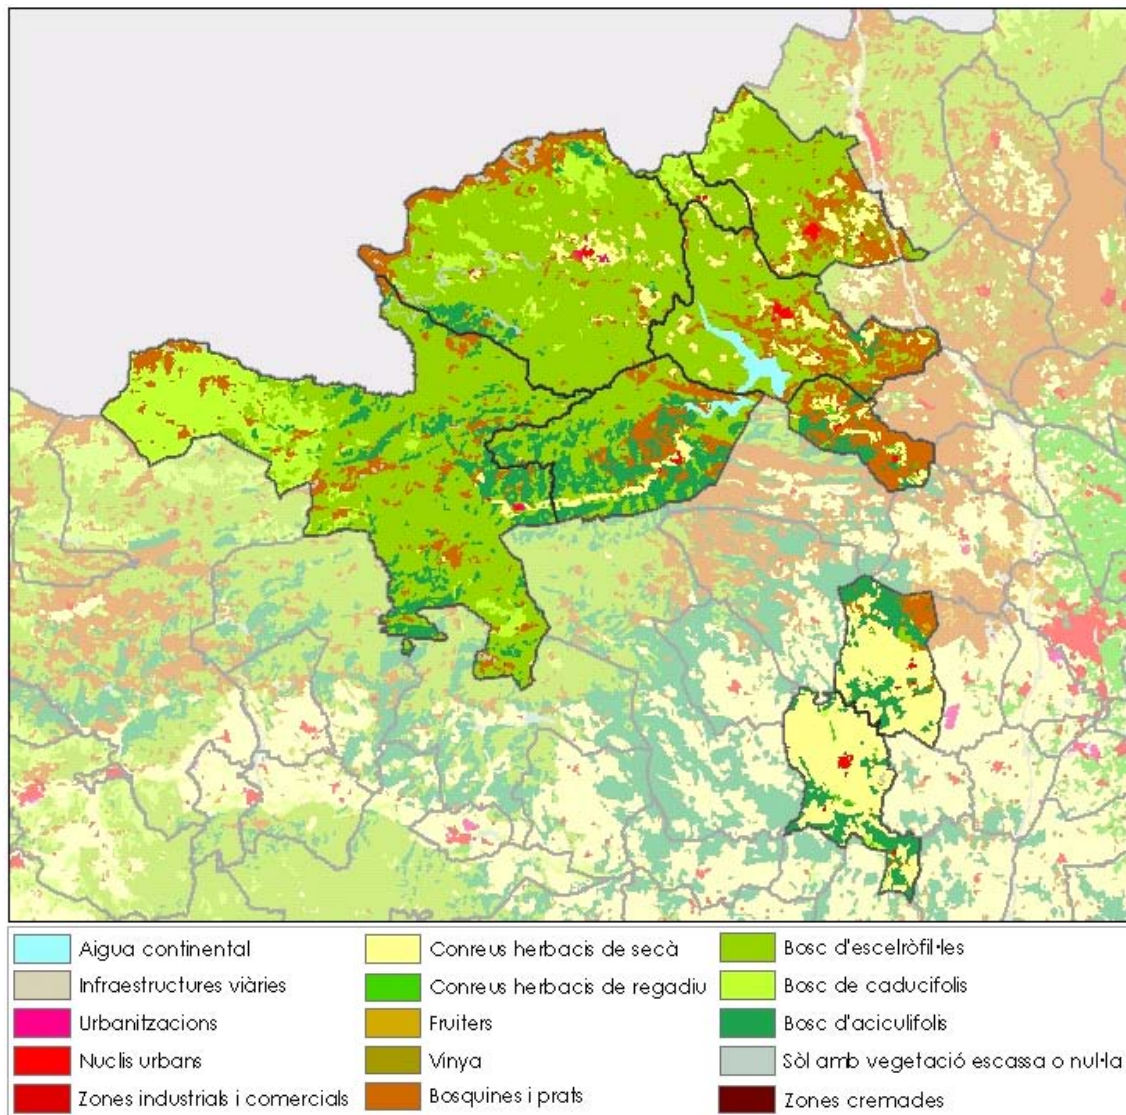 Aigua continental
Infraestructures viàries
Urbanitzacions
Nuclis urbans
Zones industrials i comercials
Conreus herbacis de secà
Conreus herbacis de regadiu
Fruiters
Vinya
Bosquines i prats
Bosc d'escleròfil·les
Bosc de caducifolis
Bosc d'aciculifolis
Sòl amb vegetació escassa o nul·la
Zones cremades